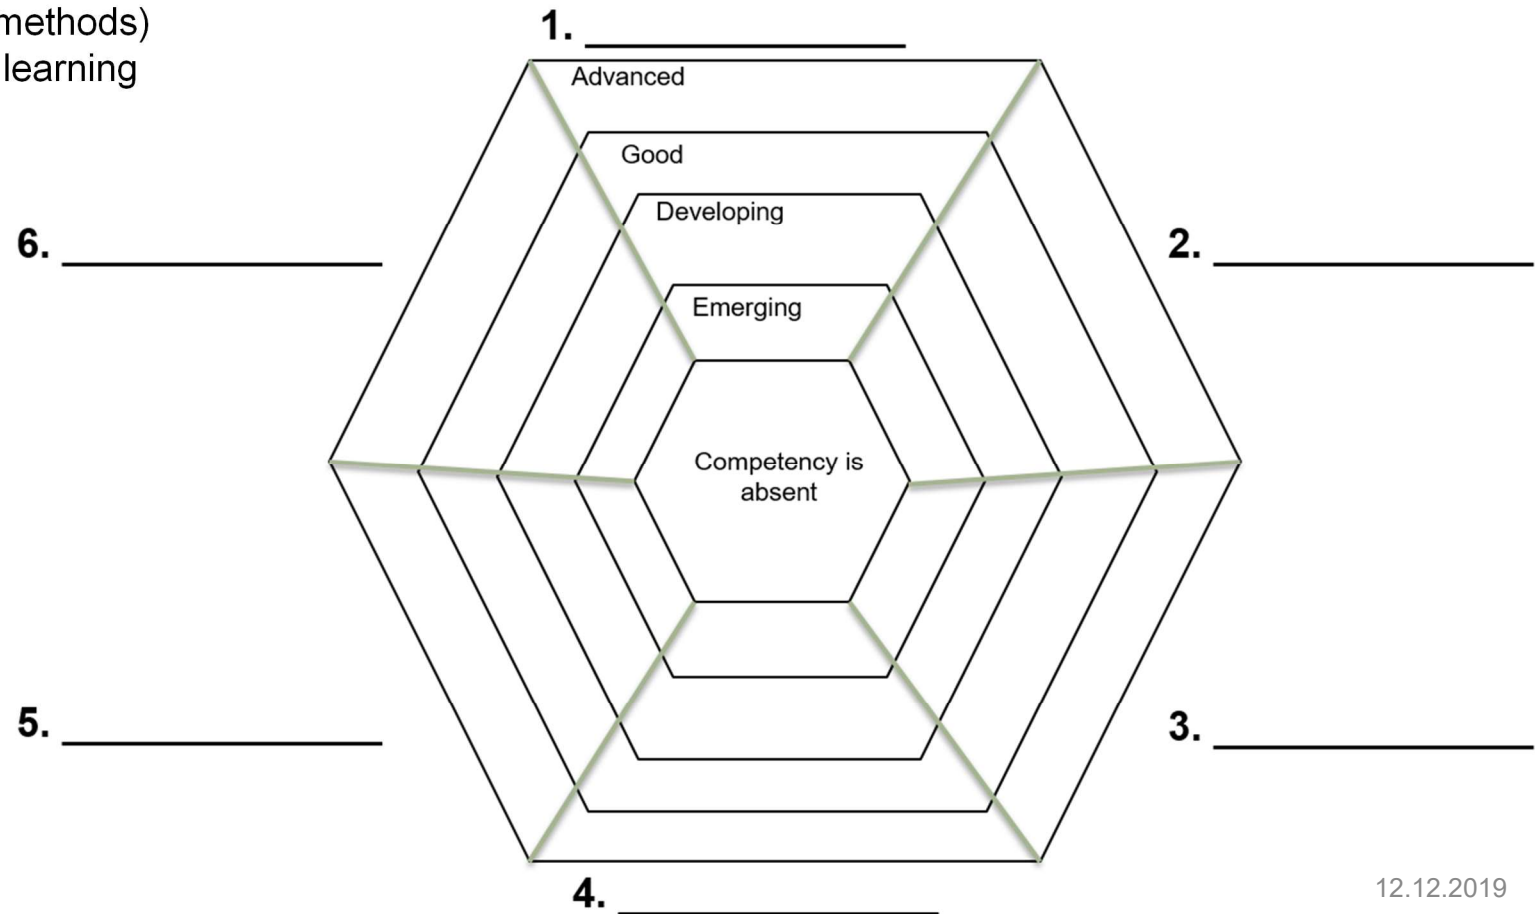 methods)
learning
1.
Advanced
Good
Developing
6.
2.
Emerging
Competency is
absent
5.
3.
4.
12.12.2019